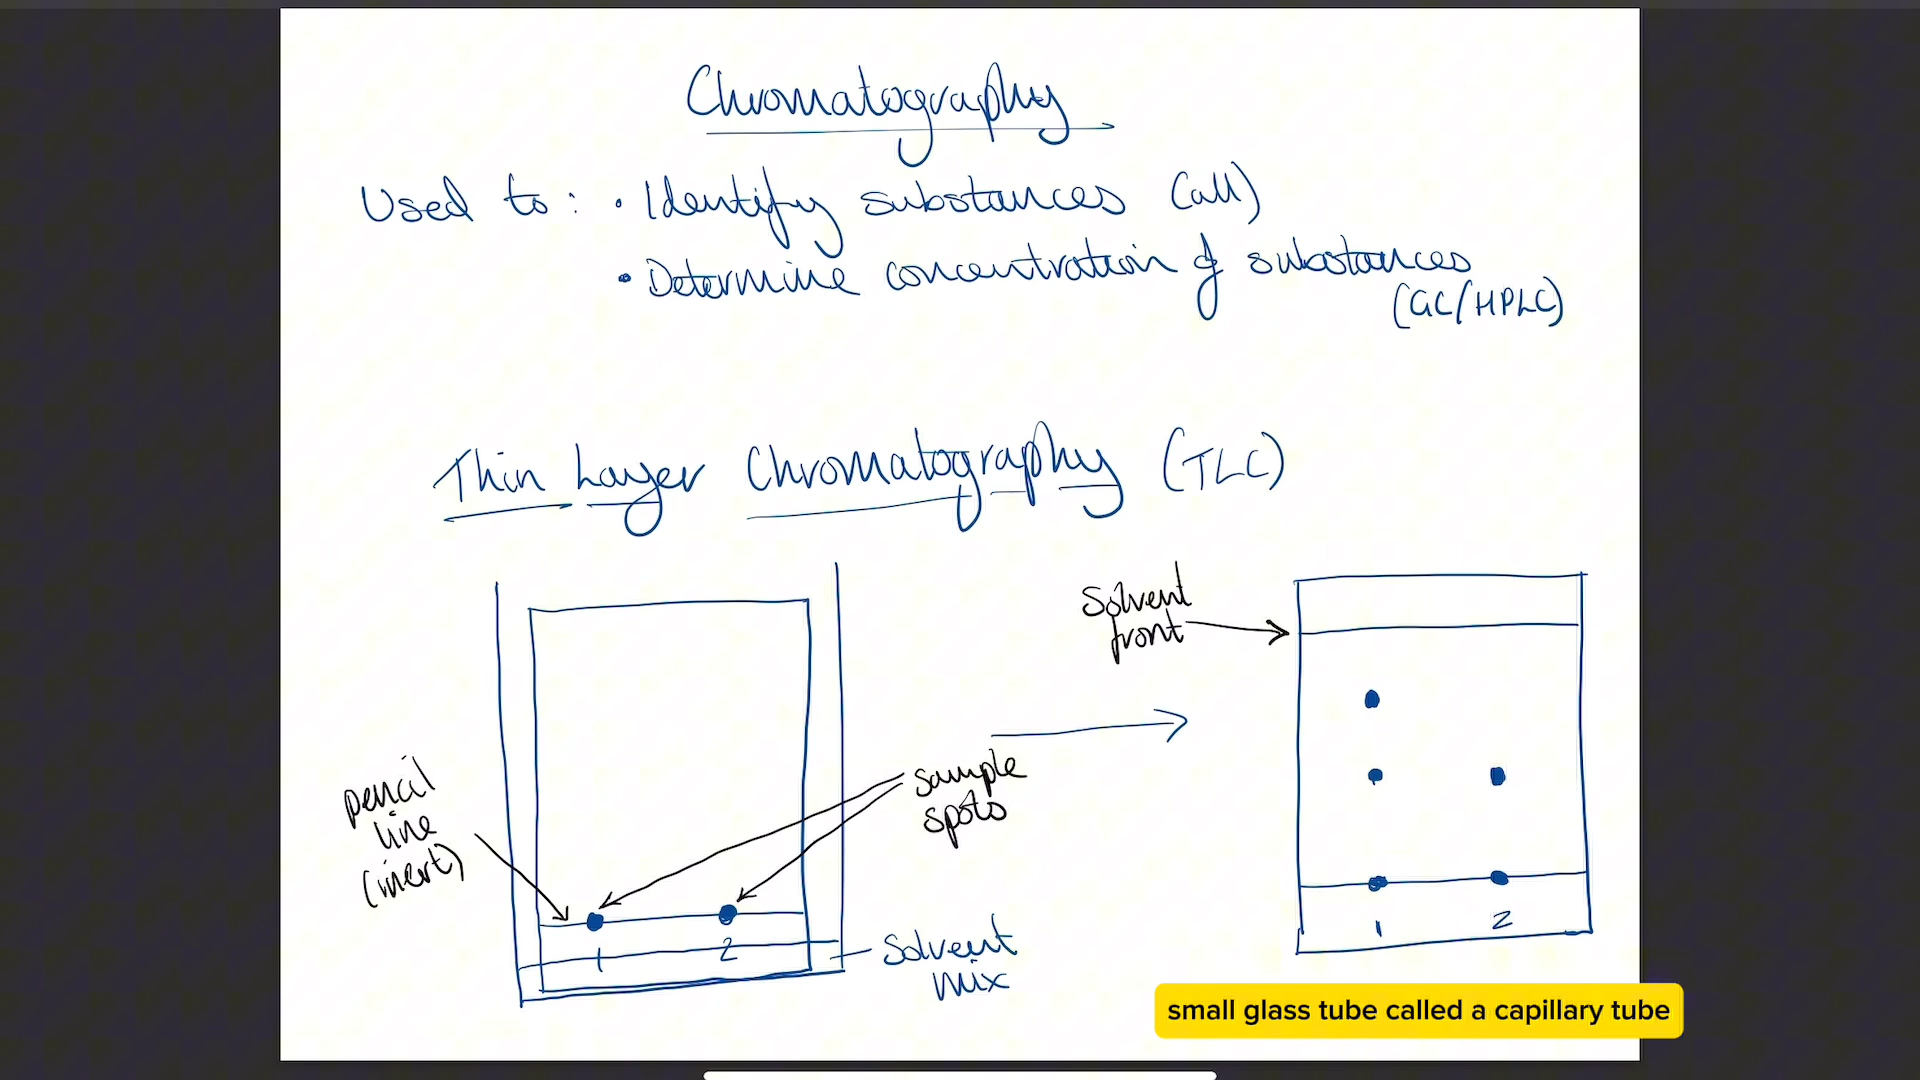 Chromatography
Used to: • Identify substances (all)
• Determine concentration of substances
(GC/HPLC)
Thin Layer Chromatography (TLC)
Solvent
front
pencil
line
(inert)
sample
spots
1 2
Solvent
mix
1 2
small glass tube called a capillary tube